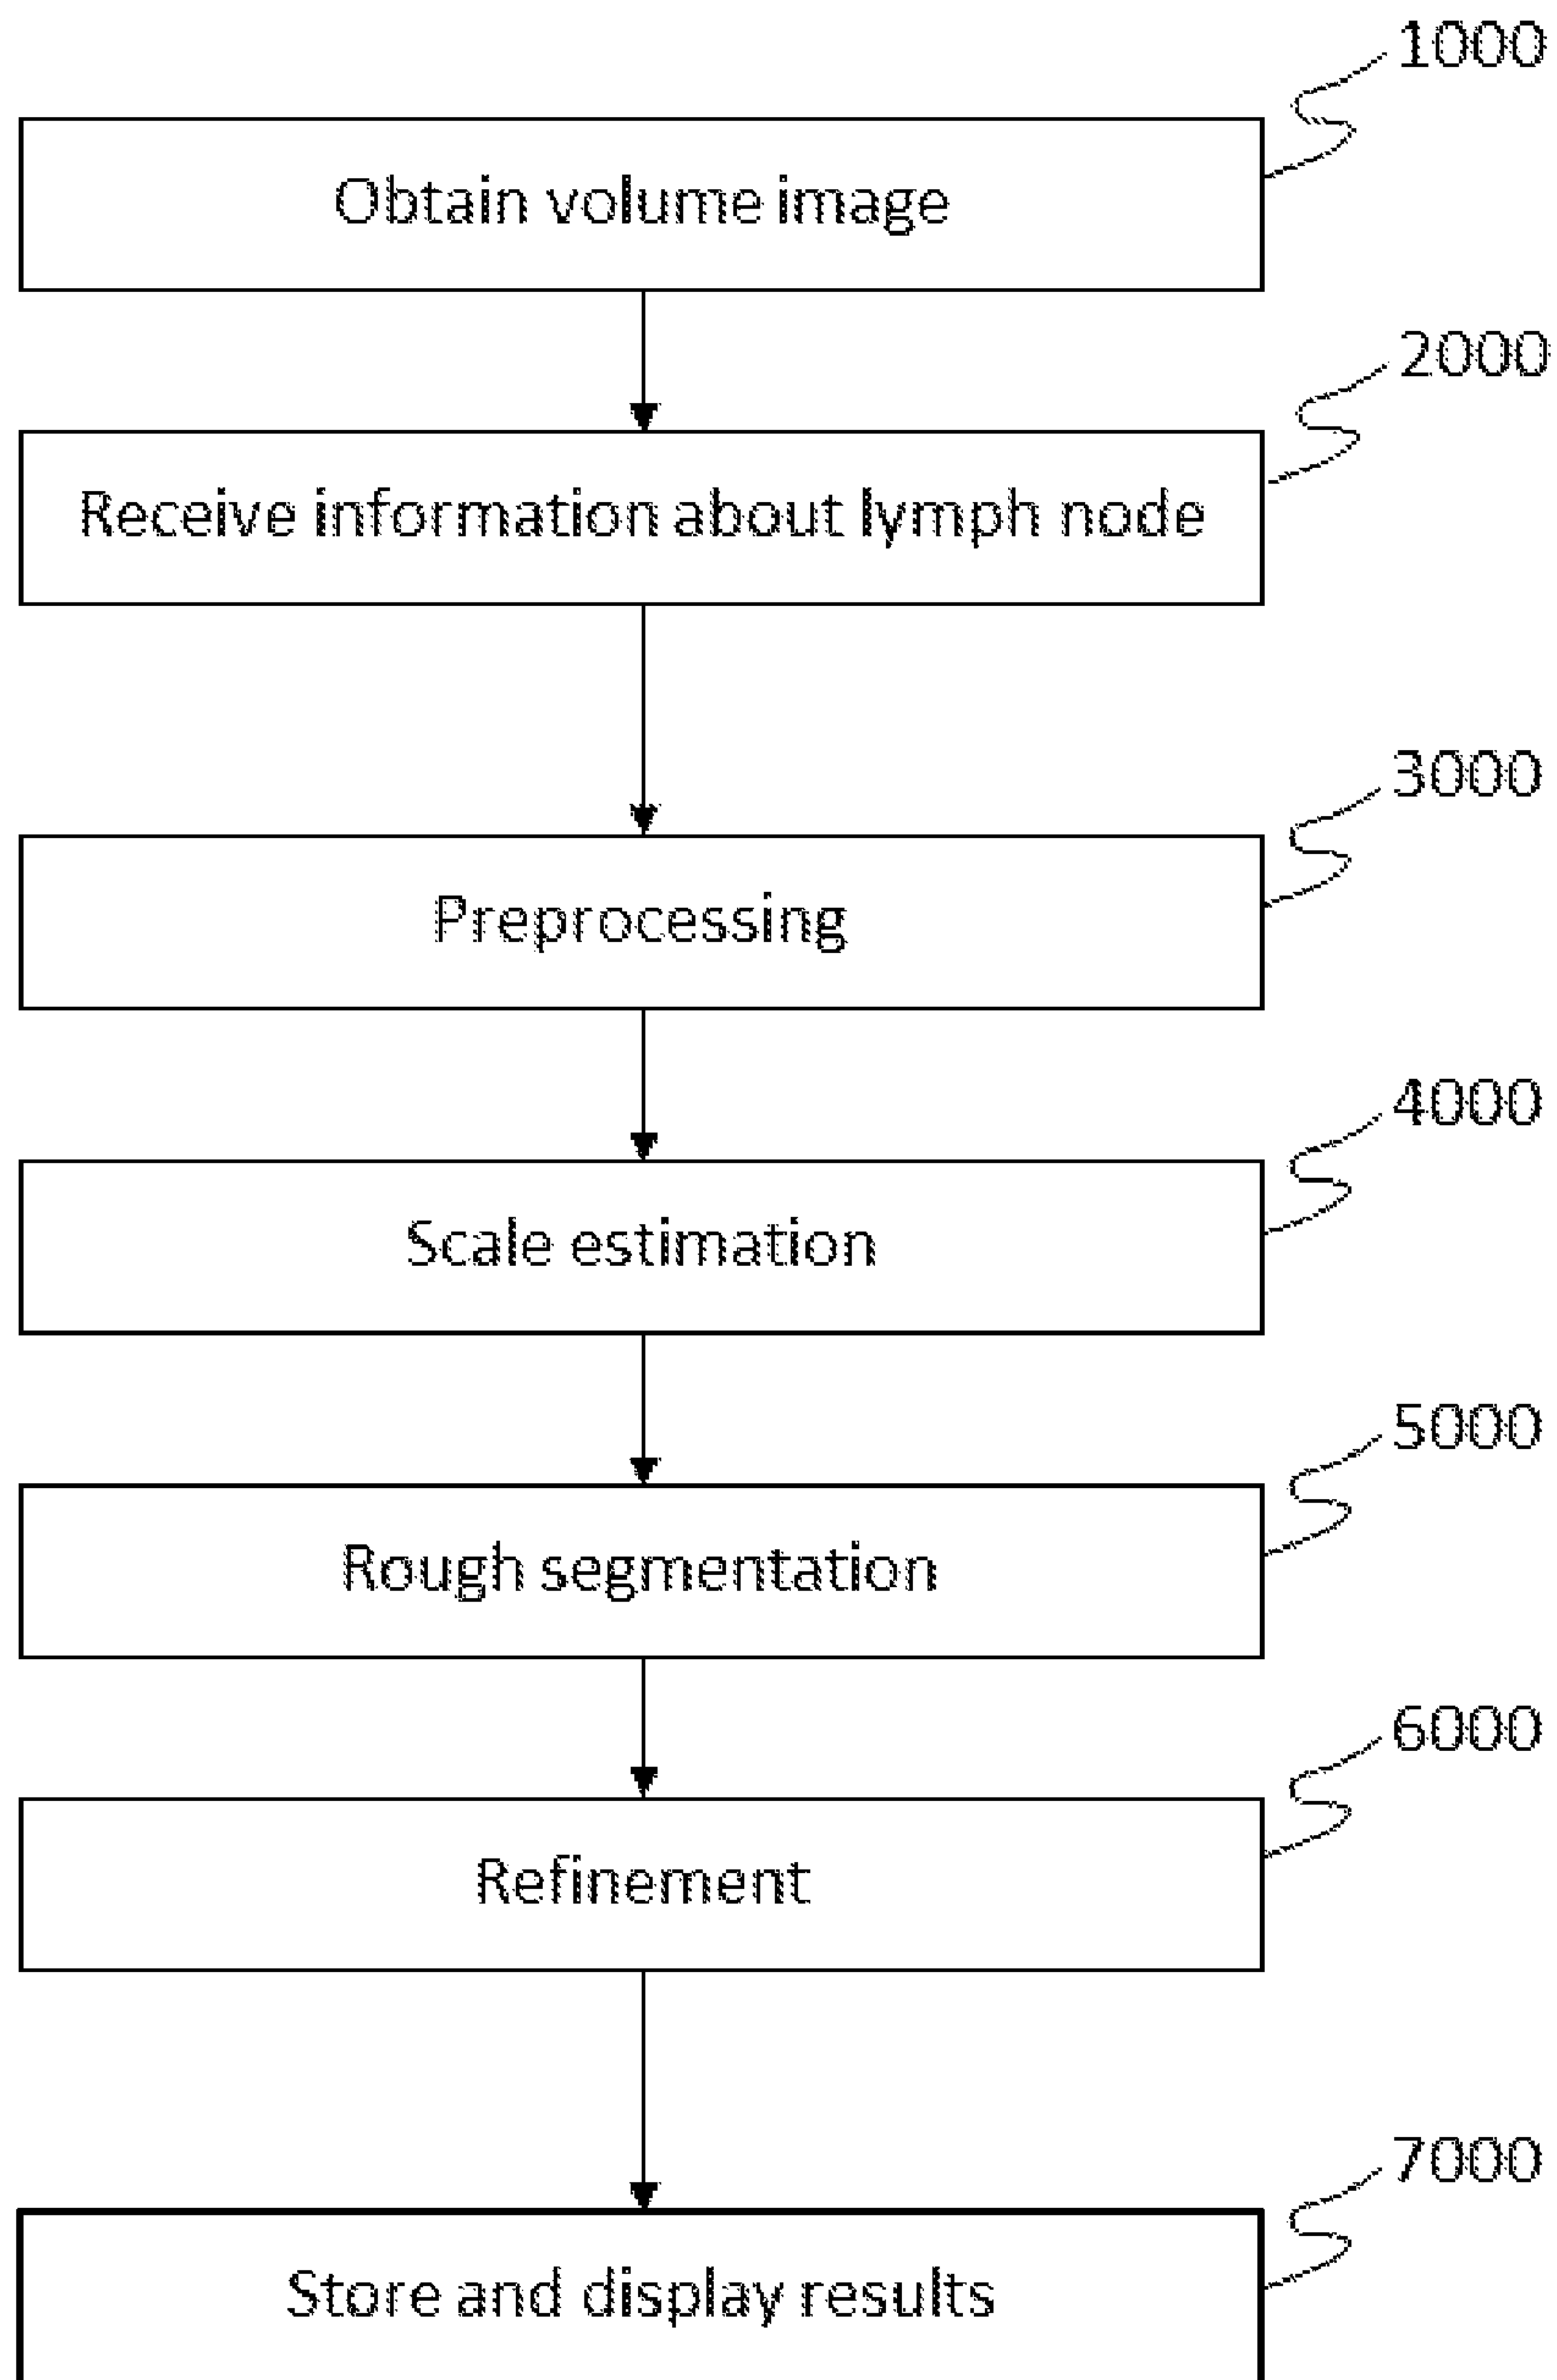 1000
Obtain volume image
2000
Receive information about lymph node
3000
Preprocessing
4000
Scale estimation
5000
Rough segmentation
6000
Refinement
7000
Store and display results